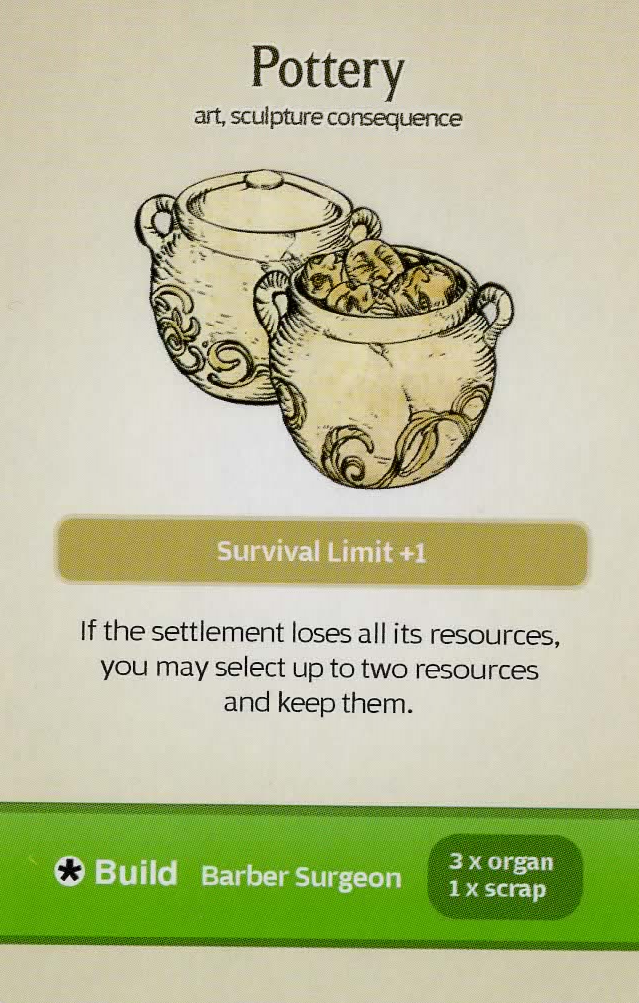 Pottery
art, sculpture consequence
Survival Limit +1
If the settlement loses all its resources,
you may select up to two resources
and keep them.
* Build Barber Surgeon 3 x organ
1 x scrap